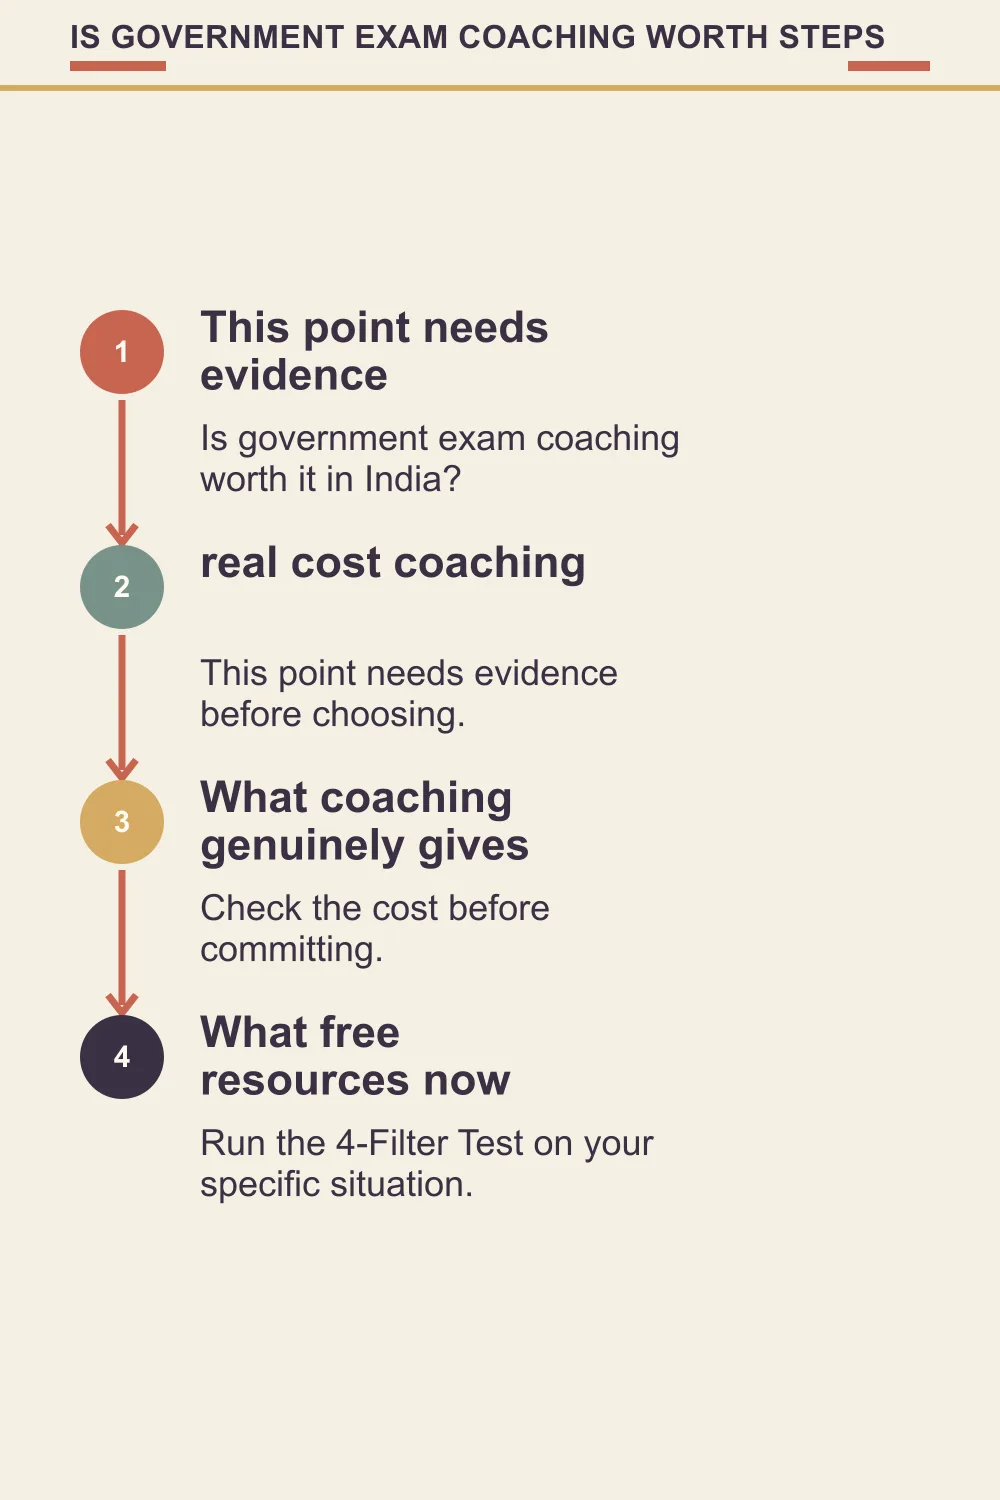 IS GOVERNMENT EXAM COACHING WORTH STEPS
1
This point needs
evidence
Is government exam coaching
worth it in India?
2
real cost coaching
This point needs evidence
before choosing.
3
What coaching
genuinely gives
Check the cost before
committing.
4
What free
resources now
Run the 4-Filter Test on your
specific situation.